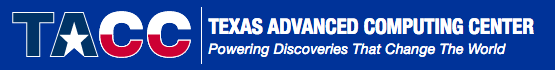 TACC
TEXAS ADVANCED COMPUTING CENTER
Powering Discoveries That Change The World